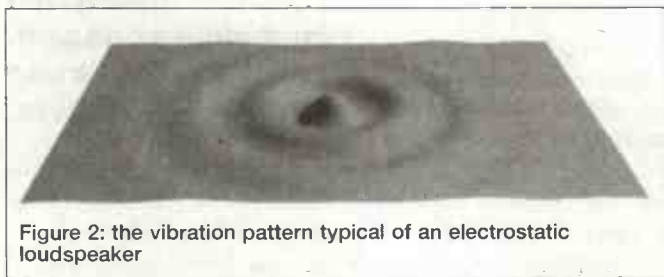 Figure 2: the vibration pattern typical of an electrostatic
loudspeaker